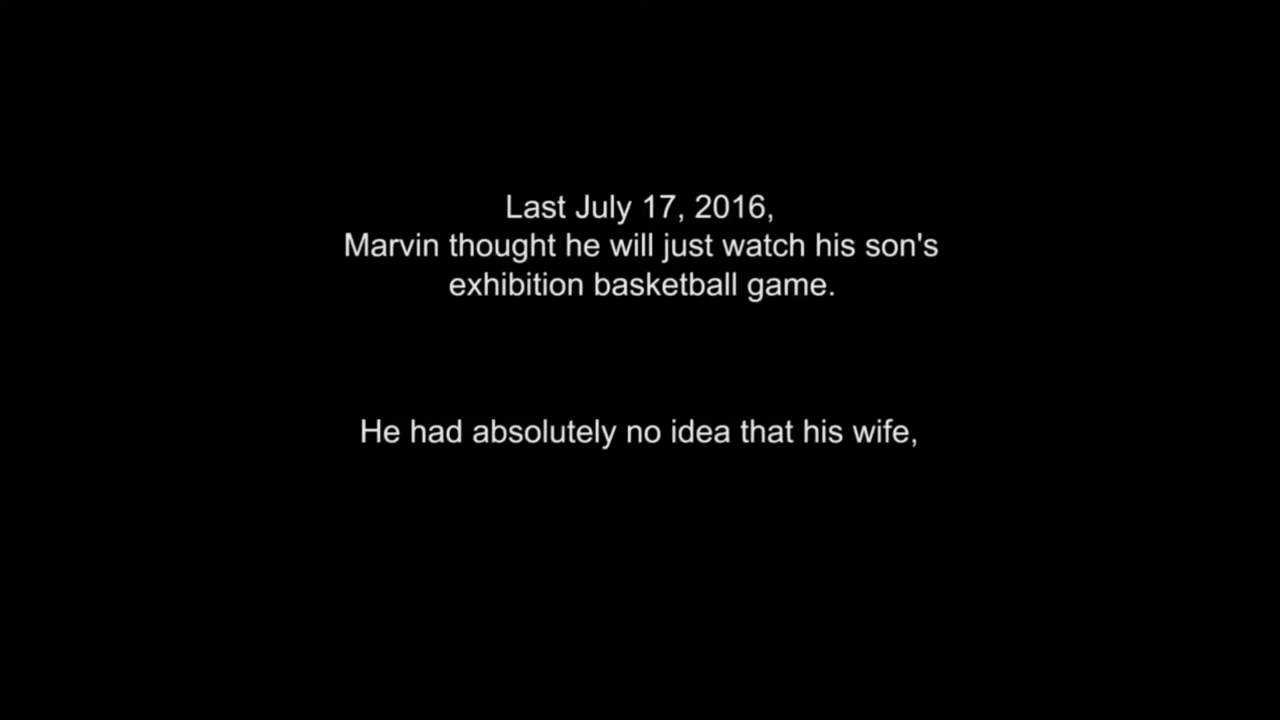 Last July 17, 2016,
Marvin thought he will just watch his son's
exhibition basketball game.
He had absolutely no idea that his wife,